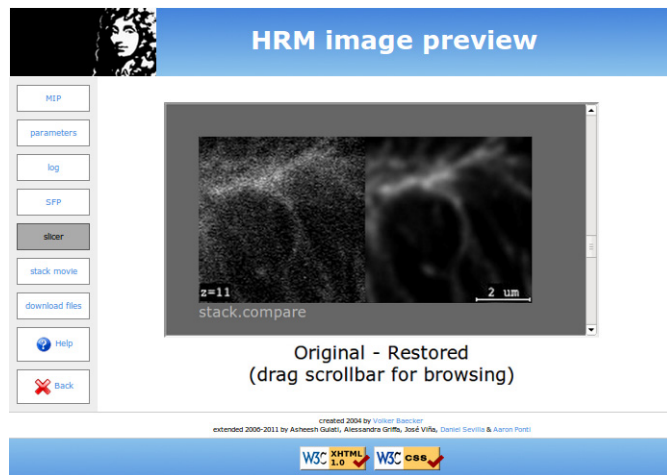 HRM image preview
MIP
parameters
log
SFP
slicer
stack movie
download files
Help
Back
z=11
2 um
stack.compare
Original - Restored
(drag scrollbar for browsing)
created 2004 by Volker Baecker
extended 2006-2011 by Asheesh Gulati, Alessandra Griffa, José Viña, Daniel Sevilla & Aaron Ponti
W3C XHTML 1.0
W3C css